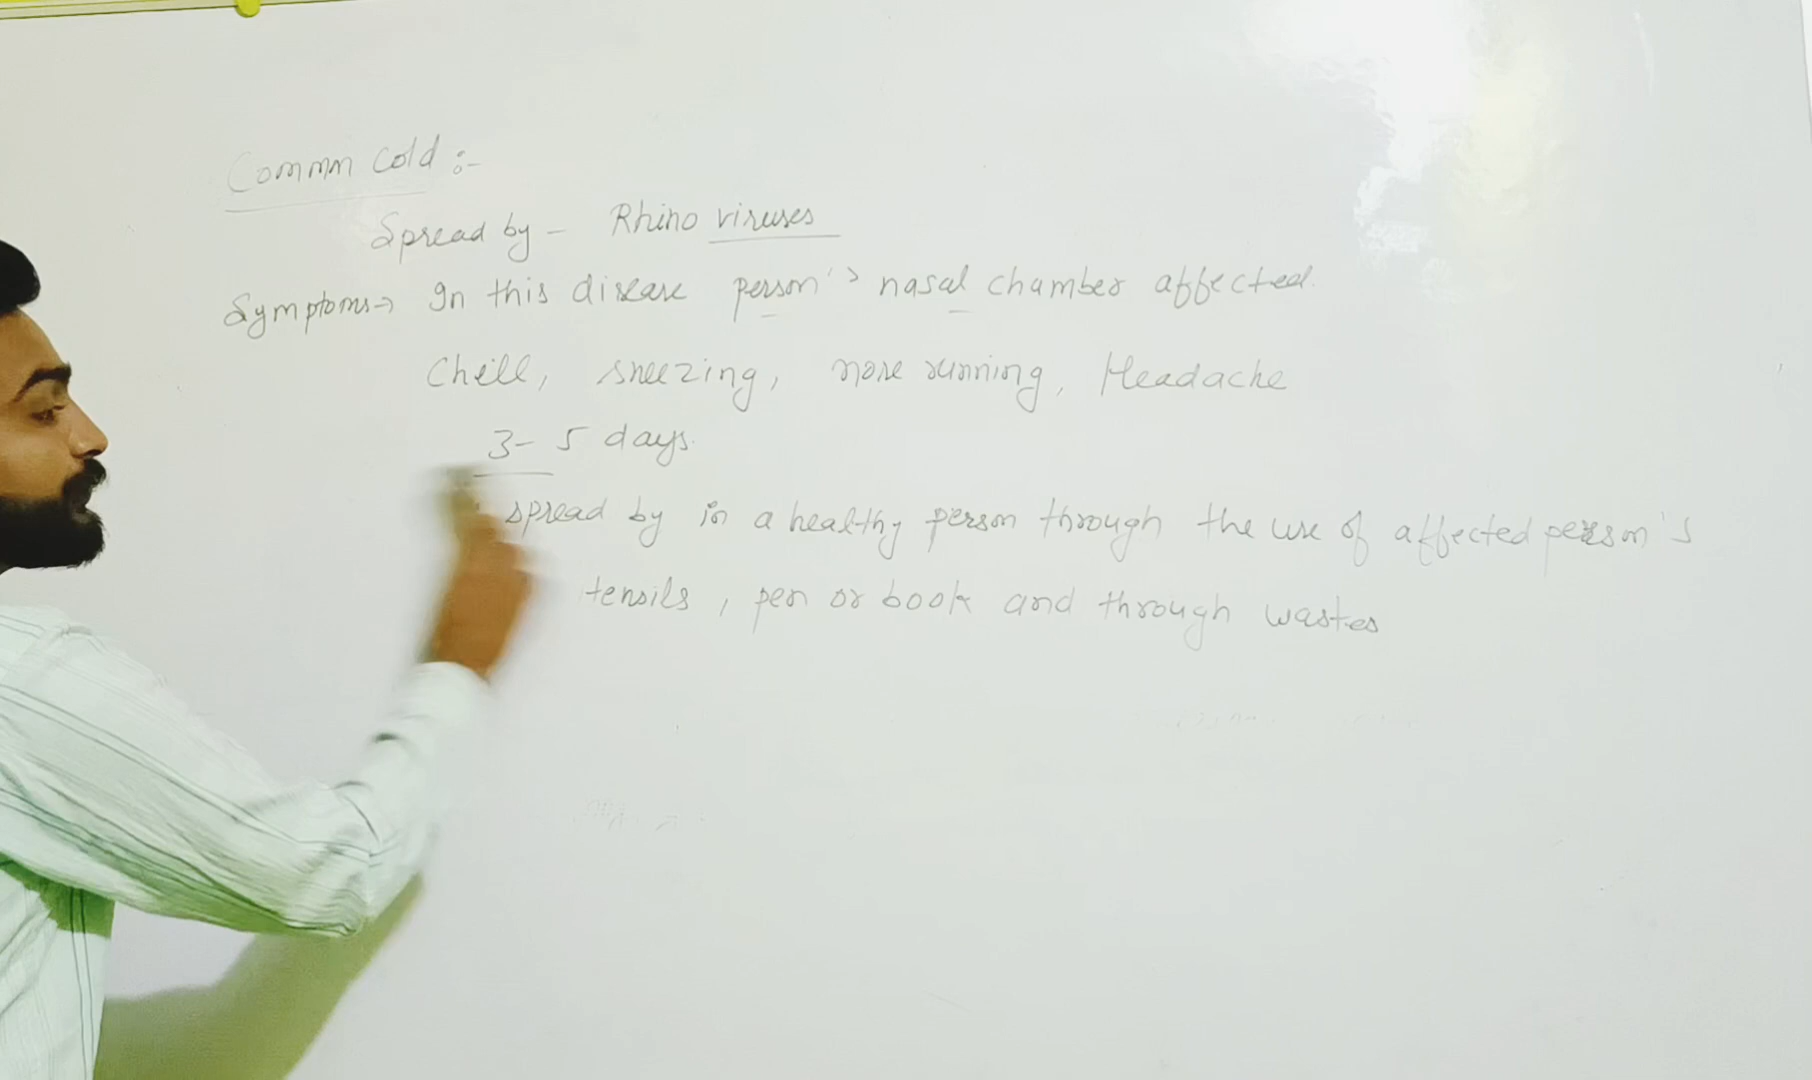 Common Cold :-
Spread by - Rhino viruses
Symptoms → In this disease person's nasal chamber affected.
Chill, sneezing, nose running, Headache
3-5 days.
spread by in a healthy person through the use of affected person's
tensils, pen or book and through wastes